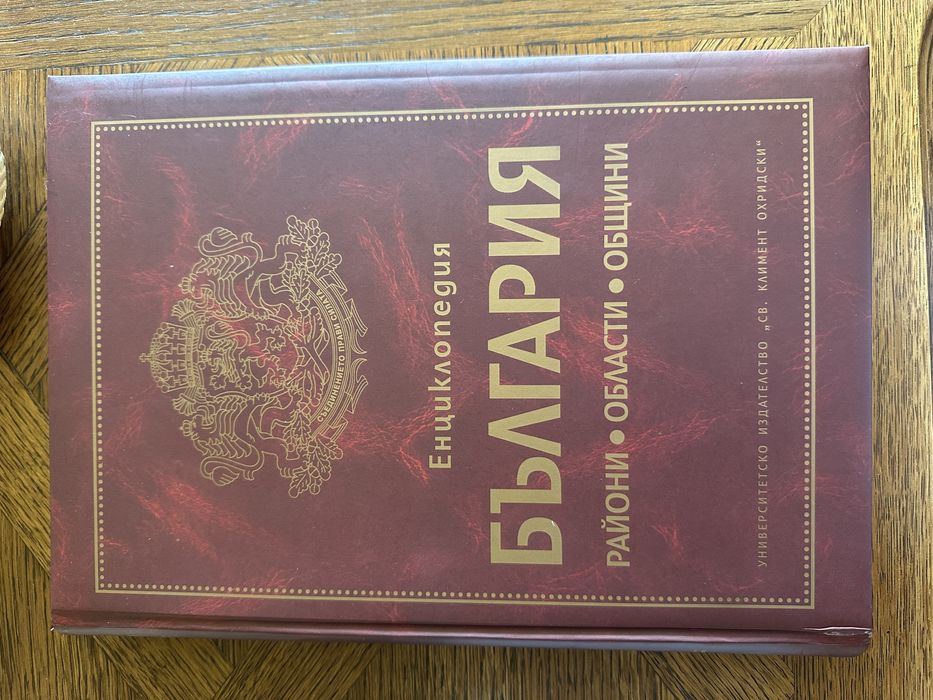 СЪЕДИНЕНИЕТО ПРАВИ СИЛАТА
Енциклопедия
БЪЛГАРИЯ
РАЙОНИ • ОБЛАСТИ • ОБЩИНИ
УНИВЕРСИТЕТСКО ИЗДАТЕЛСТВО „СВ. КЛИМЕНТ ОХРИДСКИ“